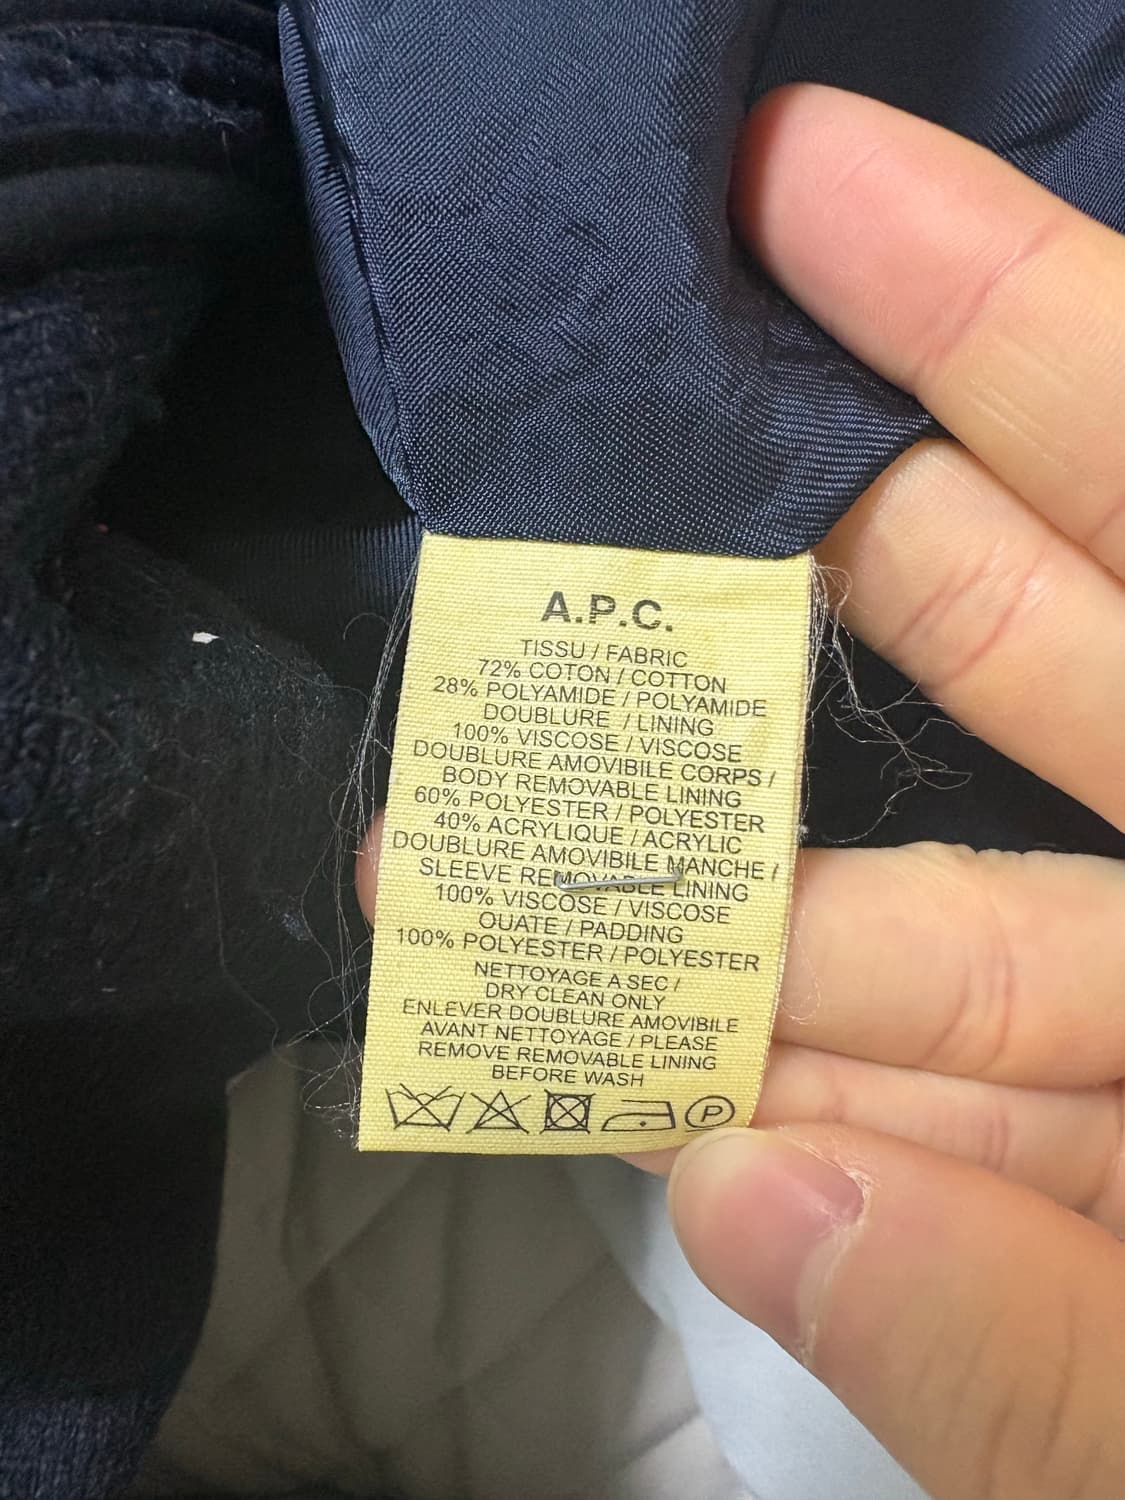 A.P.C.
TISSU / FABRIC
72% COTON / COTTON
28% POLYAMIDE / POLYAMIDE
DOUBLURE / LINING
100% VISCOSE / VISCOSE
DOUBLURE AMOVIBILE CORPS /
BODY REMOVABLE LINING
60% POLYESTER / POLYESTER
40% ACRYLIQUE / ACRYLIC
DOUBLURE AMOVIBILE MANCHE /
SLEEVE REMOVABLE LINING
100% VISCOSE / VISCOSE
OUATE / PADDING
100% POLYESTER / POLYESTER
NETTOYAGE A SEC /
DRY CLEAN ONLY
ENLEVER DOUBLURE AMOVIBILE
AVANT NETTOYAGE / PLEASE
REMOVE REMOVABLE LINING
BEFORE WASH
P